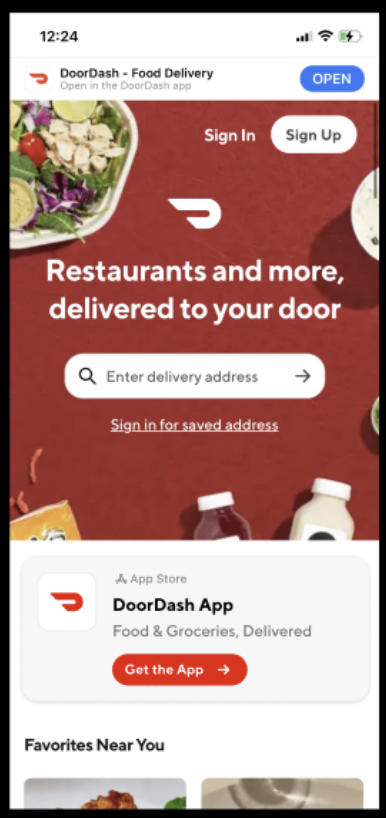 12:24
DoorDash - Food Delivery
Open in the DoorDash app
OPEN
Sign In
Sign Up
Restaurants and more,
delivered to your door
Enter delivery address
Sign in for saved address
App Store
DoorDash App
Food & Groceries, Delivered
Get the App
Favorites Near You